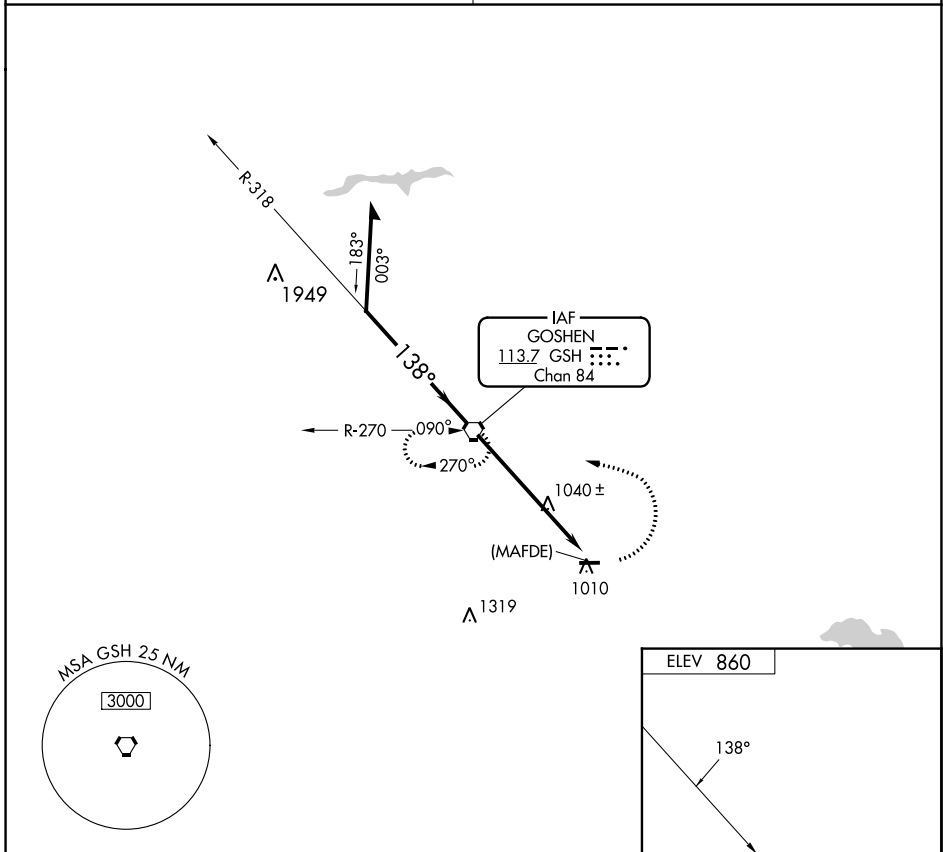 R-318
183°
003°
1949
138°
IAF
GOSHEN
113.7 GSH
Chan 84
R-270
090°
270°
1040 ±
(MAFDE)
1010
1319
MSA GSH 25 NM
3000
ELEV 860
138°